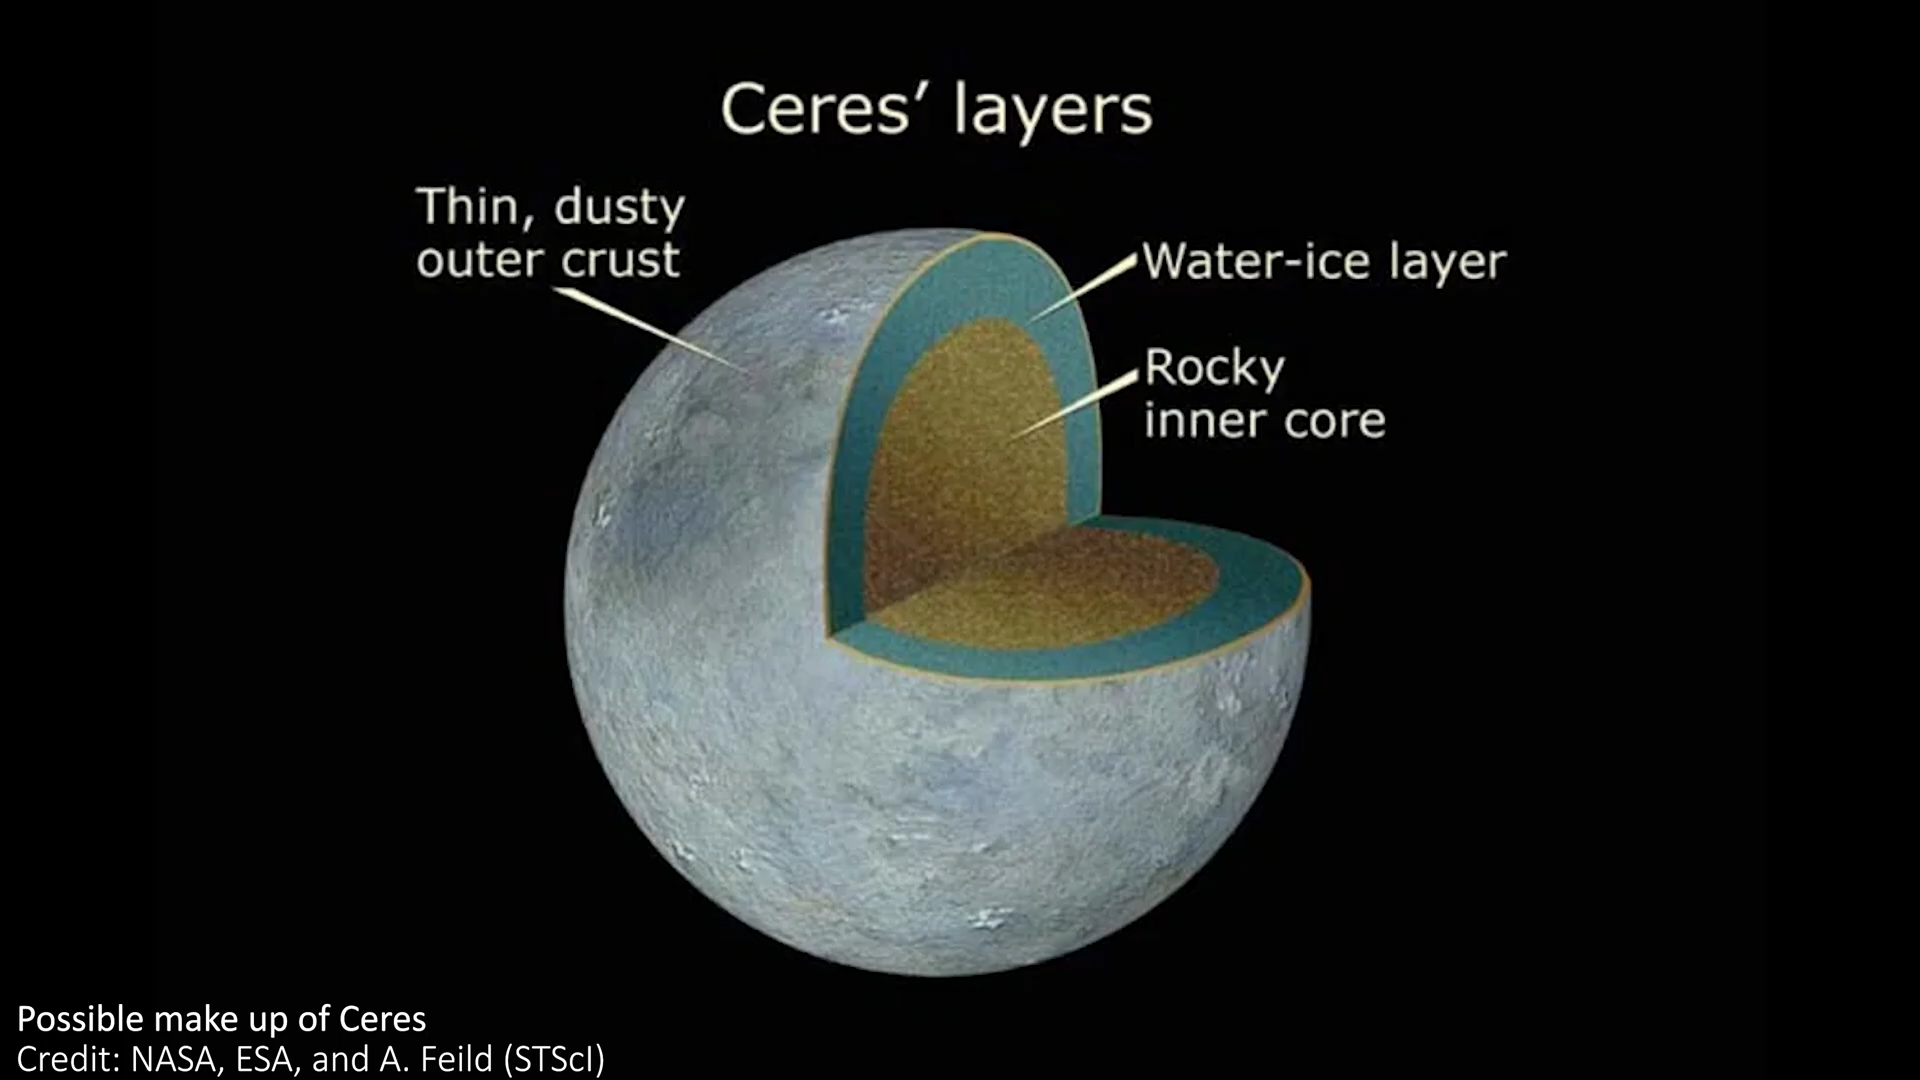 Ceres’ layers
Thin, dusty
outer crust
Water-ice layer
Rocky
inner core
Possible make up of Ceres
Credit: NASA, ESA, and A. Feild (STScI)